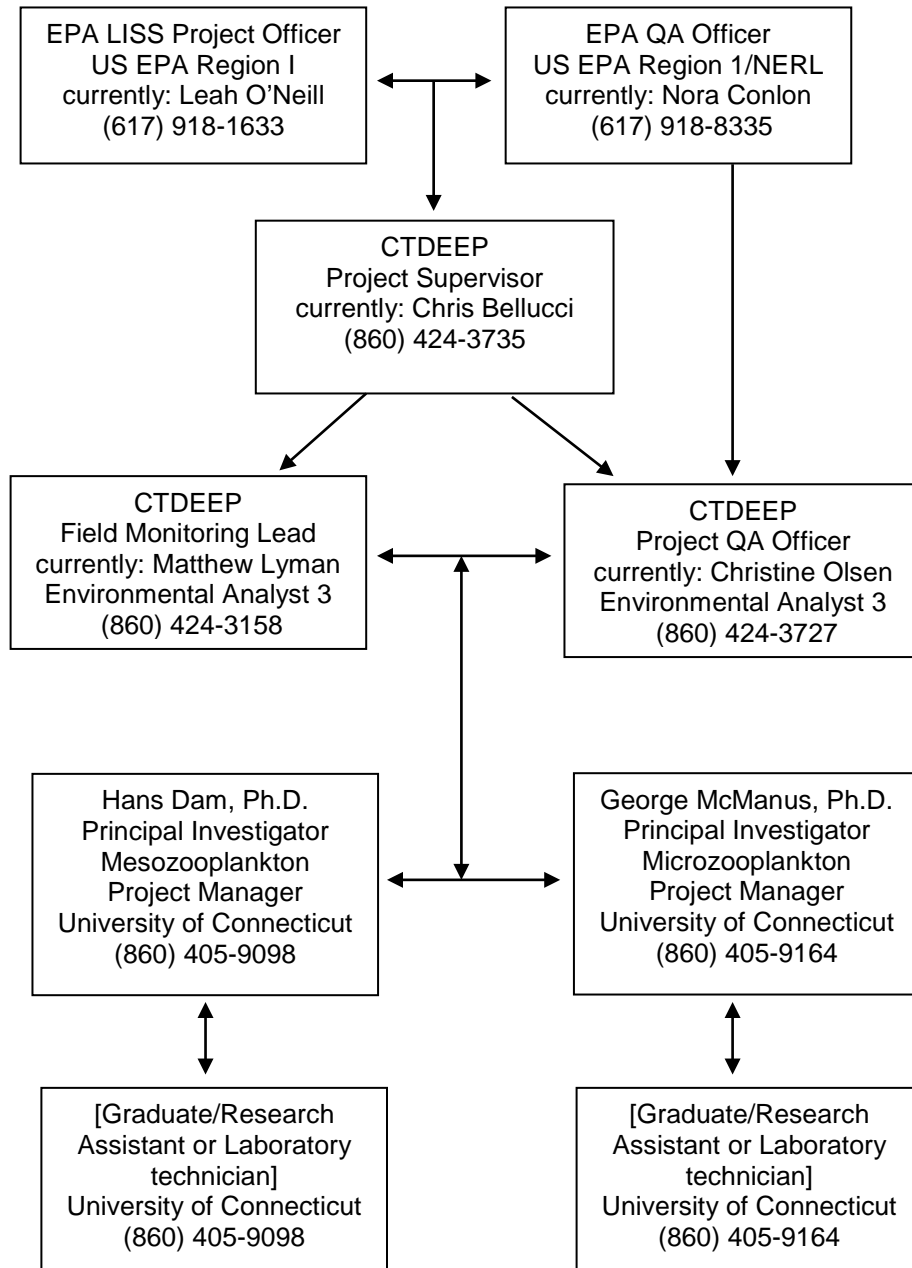 EPA LISS Project Officer
US EPA Region I
currently: Leah O’Neill
(617) 918-1633
EPA QA Officer
US EPA Region 1/NERL
currently: Nora Conlon
(617) 918-8335
CTDEEP
Project Supervisor
currently: Chris Bellucci
(860) 424-3735
CTDEEP
Field Monitoring Lead
currently: Matthew Lyman
Environmental Analyst 3
(860) 424-3158
CTDEEP
Project QA Officer
currently: Christine Olsen
Environmental Analyst 3
(860) 424-3727
Hans Dam, Ph.D.
Principal Investigator
Mesozooplankton
Project Manager
University of Connecticut
(860) 405-9098
George McManus, Ph.D.
Principal Investigator
Microzooplankton
Project Manager
University of Connecticut
(860) 405-9164
[Graduate/Research
Assistant or Laboratory
technician]
University of Connecticut
(860) 405-9098
[Graduate/Research
Assistant or Laboratory
technician]
University of Connecticut
(860) 405-9164